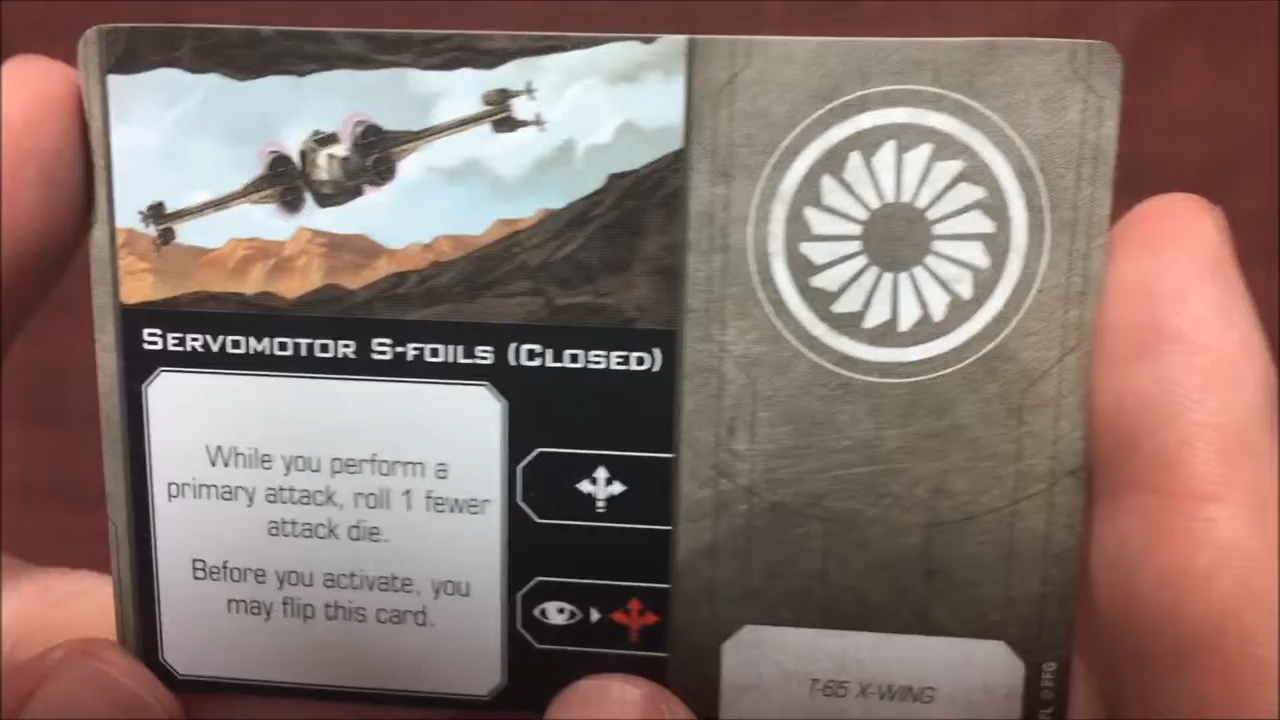 SERVOMOTOR S-FOILS (CLOSED)
While you perform a
primary attack, roll 1 fewer
attack die.
Before you activate, you
may flip this card.
T-65 X-WING
©FFG